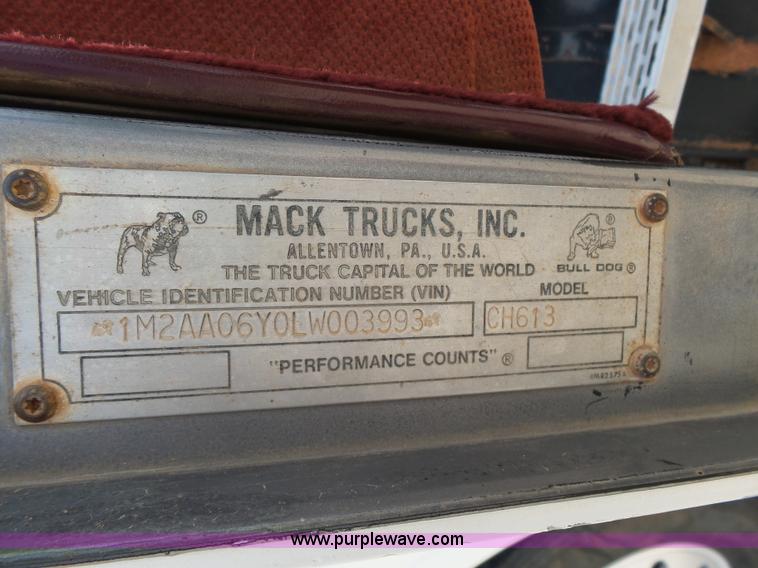 MACK TRUCKS, INC.
ALLENTOWN, PA., U.S.A.
THE TRUCK CAPITAL OF THE WORLD
BULL DOG ®
VEHICLE IDENTIFICATION NUMBER (VIN) MODEL
1M2AA06Y0LW003993 CH613
"PERFORMANCE COUNTS" ®
www.purplewave.com